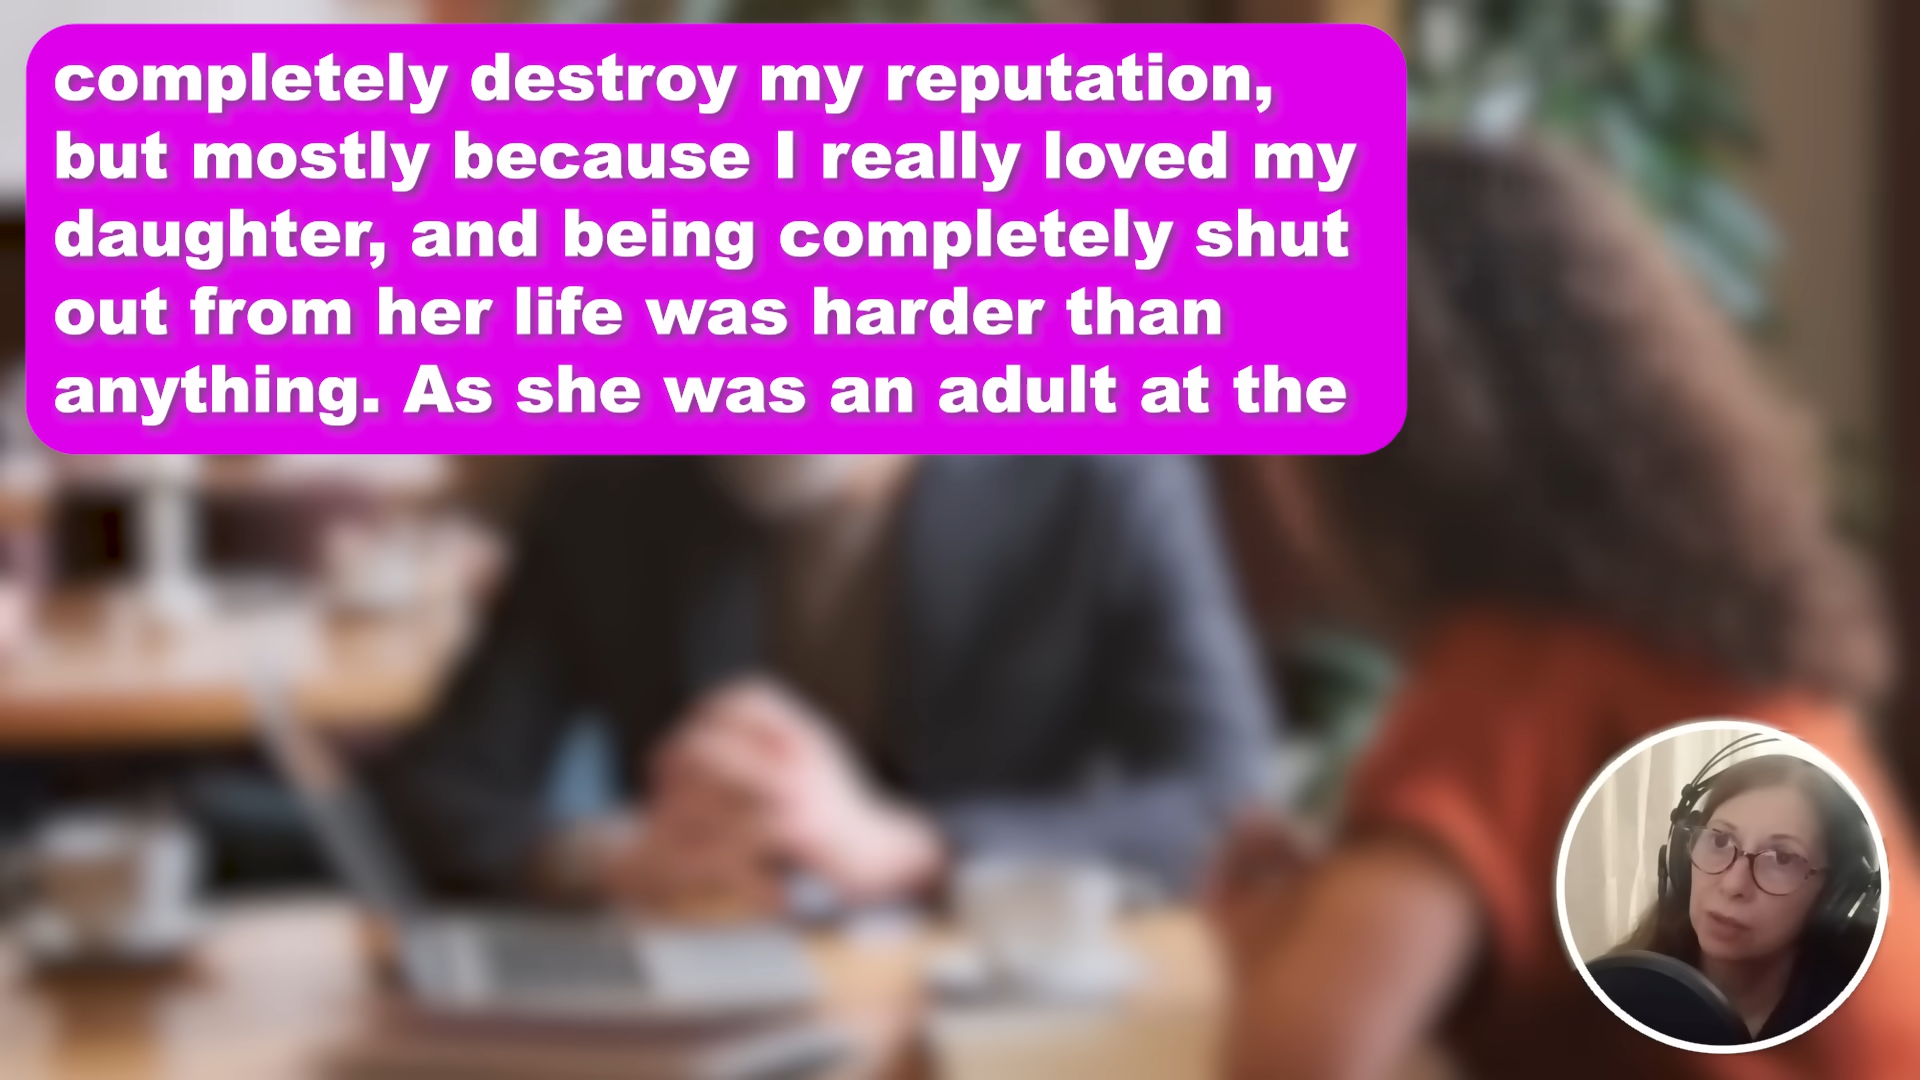 completely destroy my reputation,
but mostly because I really loved my
daughter, and being completely shut
out from her life was harder than
anything. As she was an adult at the